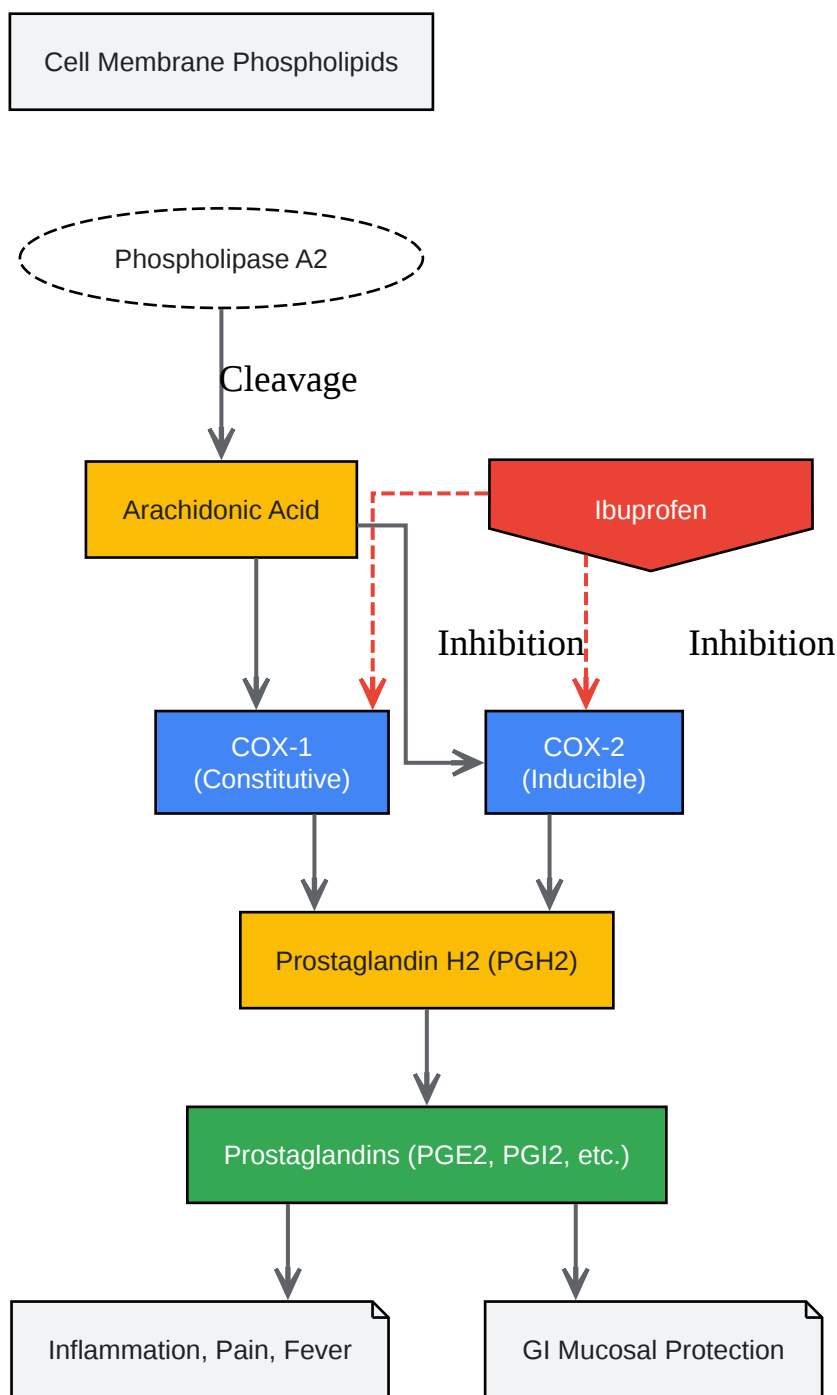 Cell Membrane Phospholipids
Phospholipase A2
Cleavage
Arachidonic Acid
Ibuprofen
Inhibition
Inhibition
COX-1
(Constitutive)
COX-2
(Inducible)
Prostaglandin H2 (PGH2)
Prostaglandins (PGE2, PGI2, etc.)
Inflammation, Pain, Fever
GI Mucosal Protection